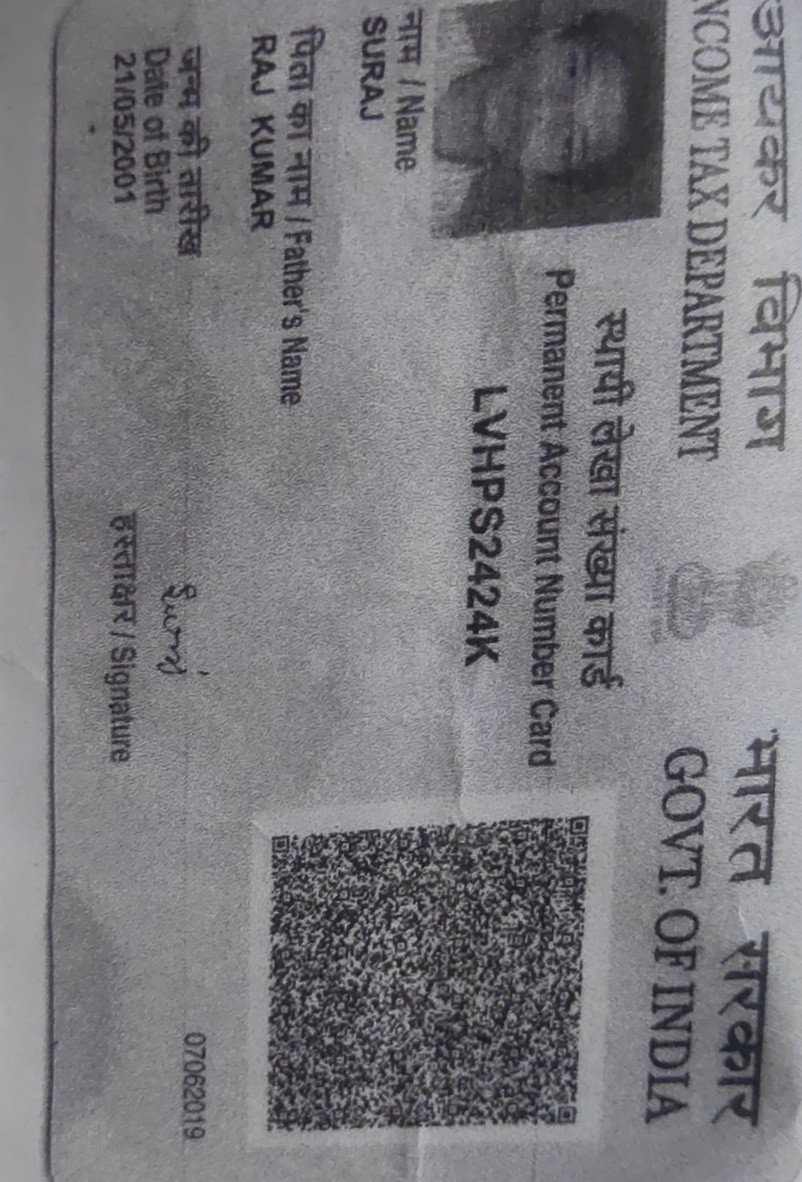 आयकर विभाग
INCOME TAX DEPARTMENT
भारत सरकार
GOVT. OF INDIA
स्थायी लेखा संख्या कार्ड
Permanent Account Number Card
LVHPS2424K
नाम / Name
SURAJ
पिता का नाम / Father's Name
RAJ KUMAR
जन्म की तारीख
Date of Birth
21/05/2001
Suraj
हस्ताक्षर / Signature
07062019